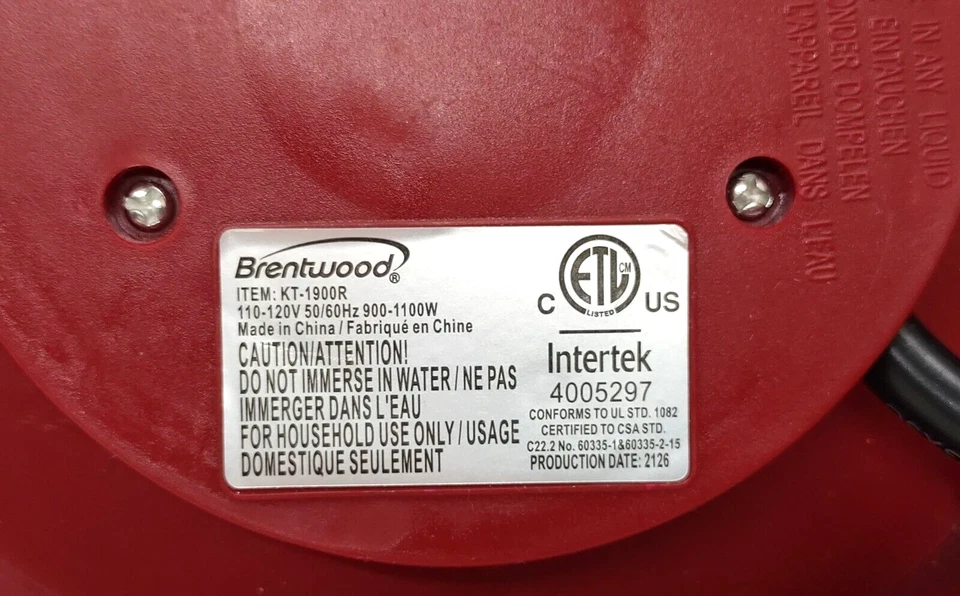 Brentwood®
ITEM: KT-1900R
110-120V 50/60Hz 900-1100W
Made in China / Fabriqué en Chine
CAUTION/ATTENTION!
DO NOT IMMERSE IN WATER / NE PAS
IMMERGER DANS L'EAU
FOR HOUSEHOLD USE ONLY / USAGE
DOMESTIQUE SEULEMENT
ETL CM
LISTED
C US
Intertek
4005297
CONFORMS TO UL STD. 1082
CERTIFIED TO CSA STD.
C22.2 No. 60335-1&60335-2-15
PRODUCTION DATE: 2126
IN ANY LIQUID
EINTAUCHEN
ONDER DOMPELEN
L'APPAREIL DANS L'EAU